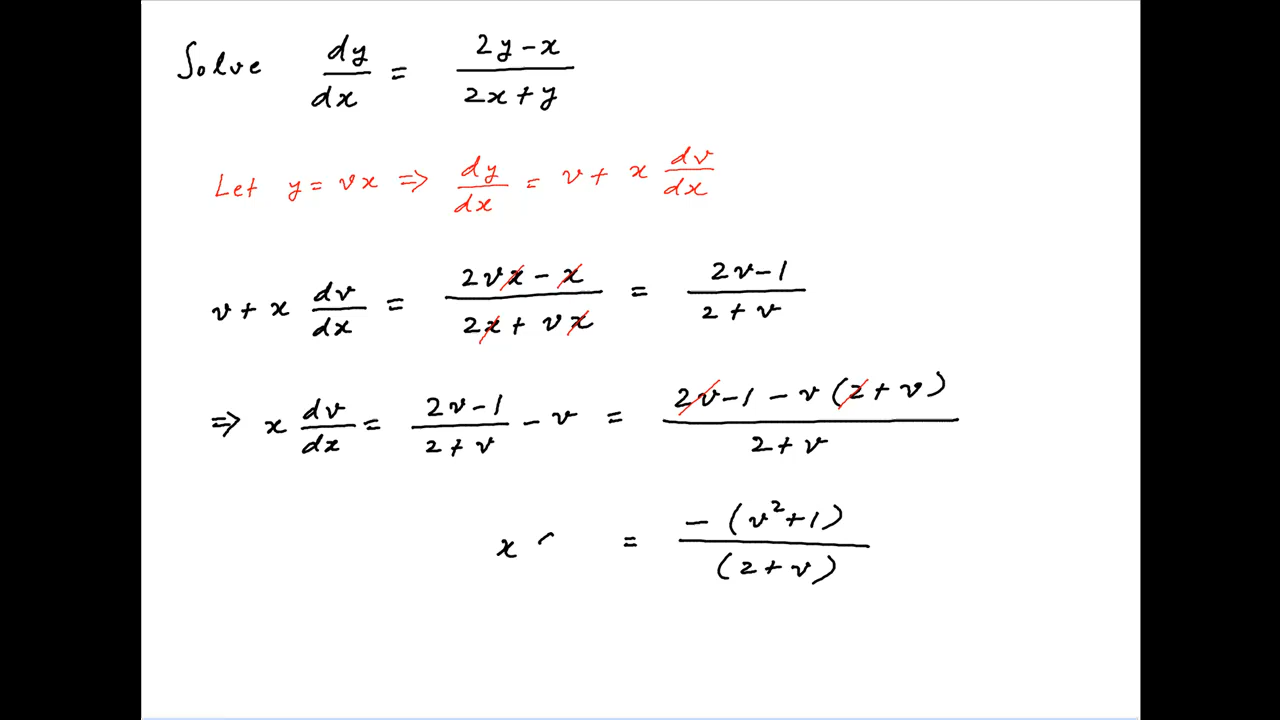 Solve dy/dx = (2y - x)/(2x + y)
Let y = vx ⇒ dy/dx = v + x dv/dx
v + x dv/dx = (2vx - x)/(2x + vx) = (2v - 1)/(2 + v)
⇒ x dv/dx = (2v - 1)/(2 + v) - v = (2v - 1 - v(2 + v))/(2 + v)
x = -(v² + 1)/(2 + v)